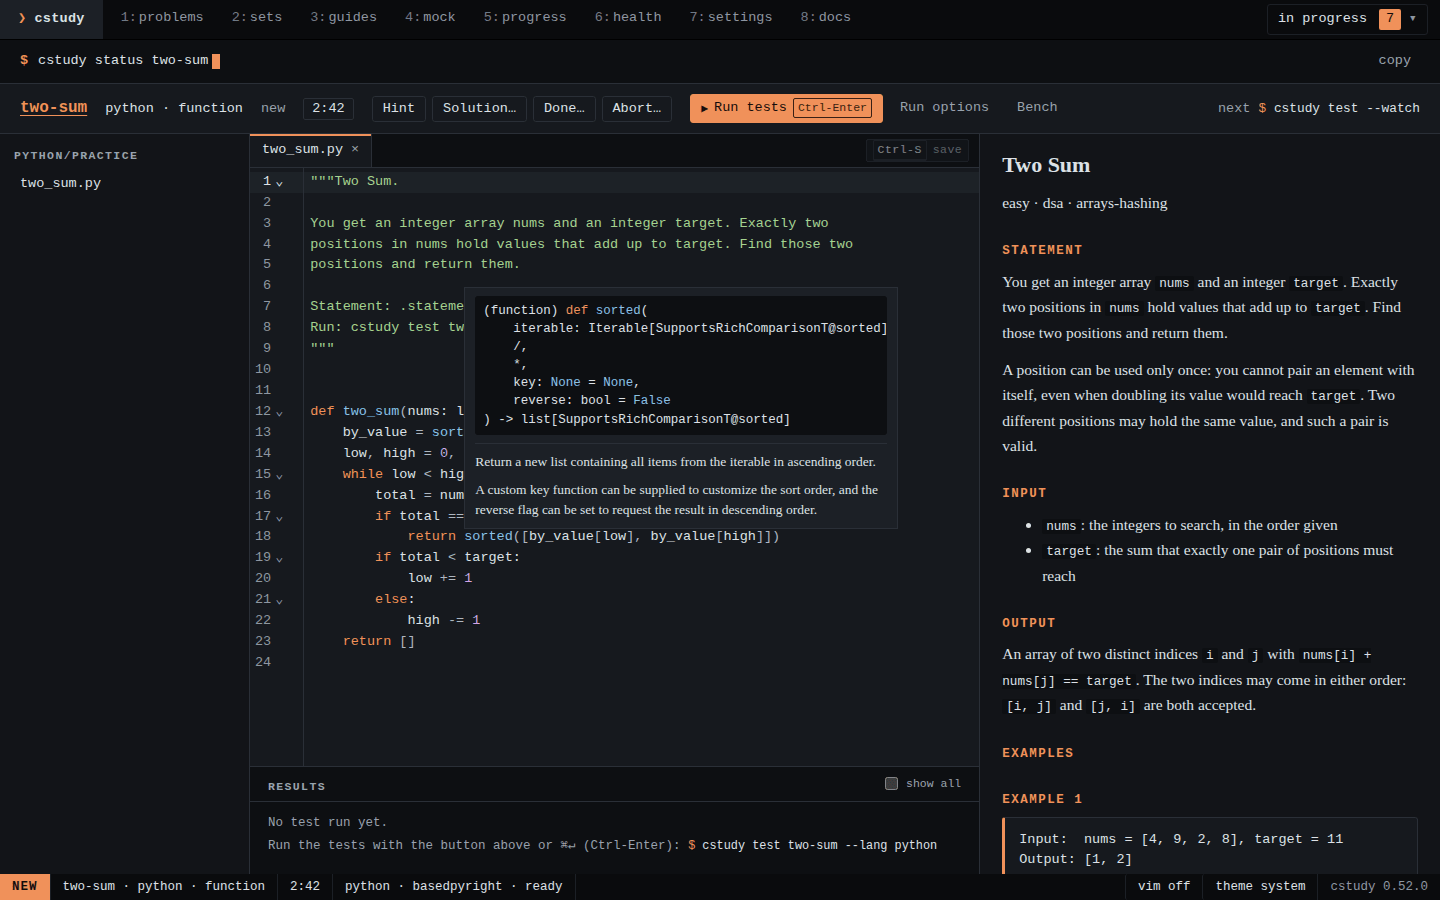 ❯ cstudy 1:problems 2:sets 3:guides 4:mock 5:progress 6:health 7:settings 8:docs in progress 7 ▾
$ cstudy status two-sum copy
two-sum python · function new 2:42 Hint Solution… Done… Abort… ▶ Run tests Ctrl-Enter Run options Bench next $ cstudy test --watch
PYTHON/PRACTICE
two_sum.py
two_sum.py × Ctrl-S save
1 """Two Sum.
2
3 You get an integer array nums and an integer target. Exactly two
4 positions in nums hold values that add up to target. Find those two
5 positions and return them.
6
7 Statement: .stateme
8 Run: cstudy test tw
9 """
10
11
12 def two_sum(nums: l
13 by_value = sort
14 low, high = 0,
15 while low < hig
16 total = num
17 if total ==
18 return sorted([by_value[low], by_value[high]])
19 if total < target:
20 low += 1
21 else:
22 high -= 1
23 return []
24
(function) def sorted(
iterable: Iterable[SupportsRichComparisonT@sorted]
/,
*,
key: None = None,
reverse: bool = False
) -> list[SupportsRichComparisonT@sorted]
Return a new list containing all items from the iterable in ascending order.
A custom key function can be supplied to customize the sort order, and the
reverse flag can be set to request the result in descending order.
RESULTS show all
No test run yet.
Run the tests with the button above or ⌘↵ (Ctrl-Enter): $ cstudy test two-sum --lang python
Two Sum
easy · dsa · arrays-hashing
STATEMENT
You get an integer array nums and an integer target. Exactly
two positions in nums hold values that add up to target. Find
those two positions and return them.
A position can be used only once: you cannot pair an element with
itself, even when doubling its value would reach target. Two
different positions may hold the same value, and such a pair is
valid.
INPUT
• nums: the integers to search, in the order given
• target: the sum that exactly one pair of positions must
reach
OUTPUT
An array of two distinct indices i and j with nums[i] +
nums[j] == target. The two indices may come in either order:
[i, j] and [j, i] are both accepted.
EXAMPLES
EXAMPLE 1
Input: nums = [4, 9, 2, 8], target = 11
Output: [1, 2]
NEW two-sum · python · function 2:42 python · basedpyright · ready vim off theme system cstudy 0.52.0